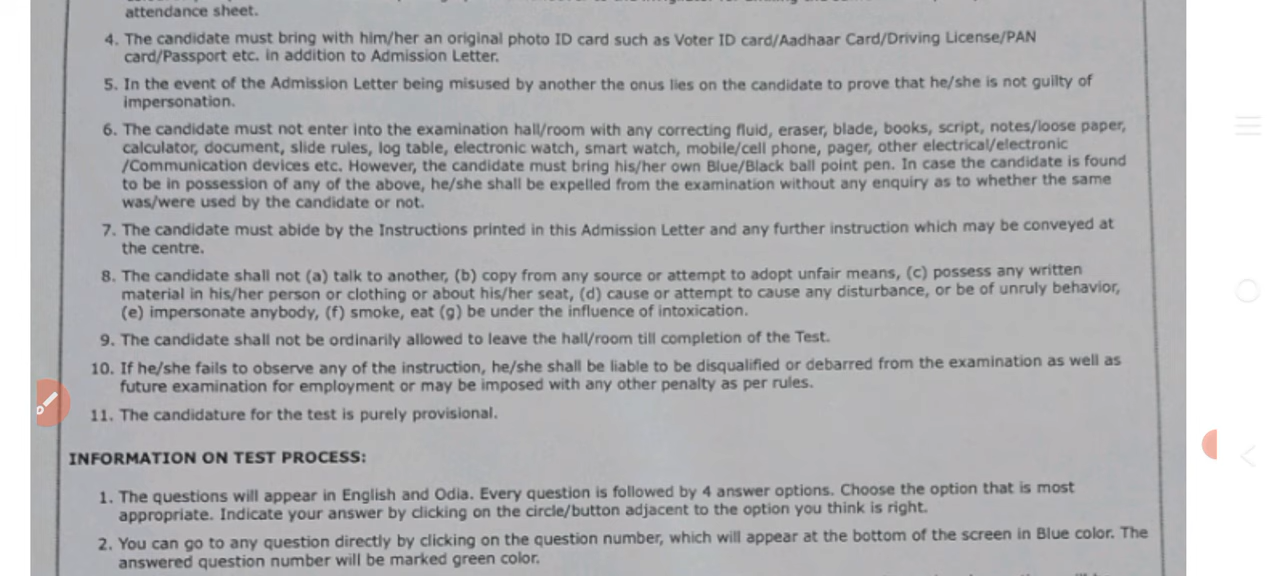 attendance sheet.
4. The candidate must bring with him/her an original photo ID card such as Voter ID card/Aadhaar Card/Driving License/PAN
card/Passport etc. in addition to Admission Letter.
5. In the event of the Admission Letter being misused by another the onus lies on the candidate to prove that he/she is not guilty of
impersonation.
6. The candidate must not enter into the examination hall/room with any correcting fluid, eraser, blade, books, script, notes/loose paper,
calculator, document, slide rules, log table, electronic watch, smart watch, mobile/cell phone, pager, other electrical/electronic
/Communication devices etc. However, the candidate must bring his/her own Blue/Black ball point pen. In case the candidate is found
to be in possession of any of the above, he/she shall be expelled from the examination without any enquiry as to whether the same
was/were used by the candidate or not.
7. The candidate must abide by the Instructions printed in this Admission Letter and any further instruction which may be conveyed at
the centre.
8. The candidate shall not (a) talk to another, (b) copy from any source or attempt to adopt unfair means, (c) possess any written
material in his/her person or clothing or about his/her seat, (d) cause or attempt to cause any disturbance, or be of unruly behavior,
(e) impersonate anybody, (f) smoke, eat (g) be under the influence of intoxication.
9. The candidate shall not be ordinarily allowed to leave the hall/room till completion of the Test.
10. If he/she fails to observe any of the instruction, he/she shall be liable to be disqualified or debarred from the examination as well as
future examination for employment or may be imposed with any other penalty as per rules.
11. The candidature for the test is purely provisional.
INFORMATION ON TEST PROCESS:
1. The questions will appear in English and Odia. Every question is followed by 4 answer options. Choose the option that is most
appropriate. Indicate your answer by clicking on the circle/button adjacent to the option you think is right.
2. You can go to any question directly by clicking on the question number, which will appear at the bottom of the screen in Blue color. The
answered question number will be marked green color.